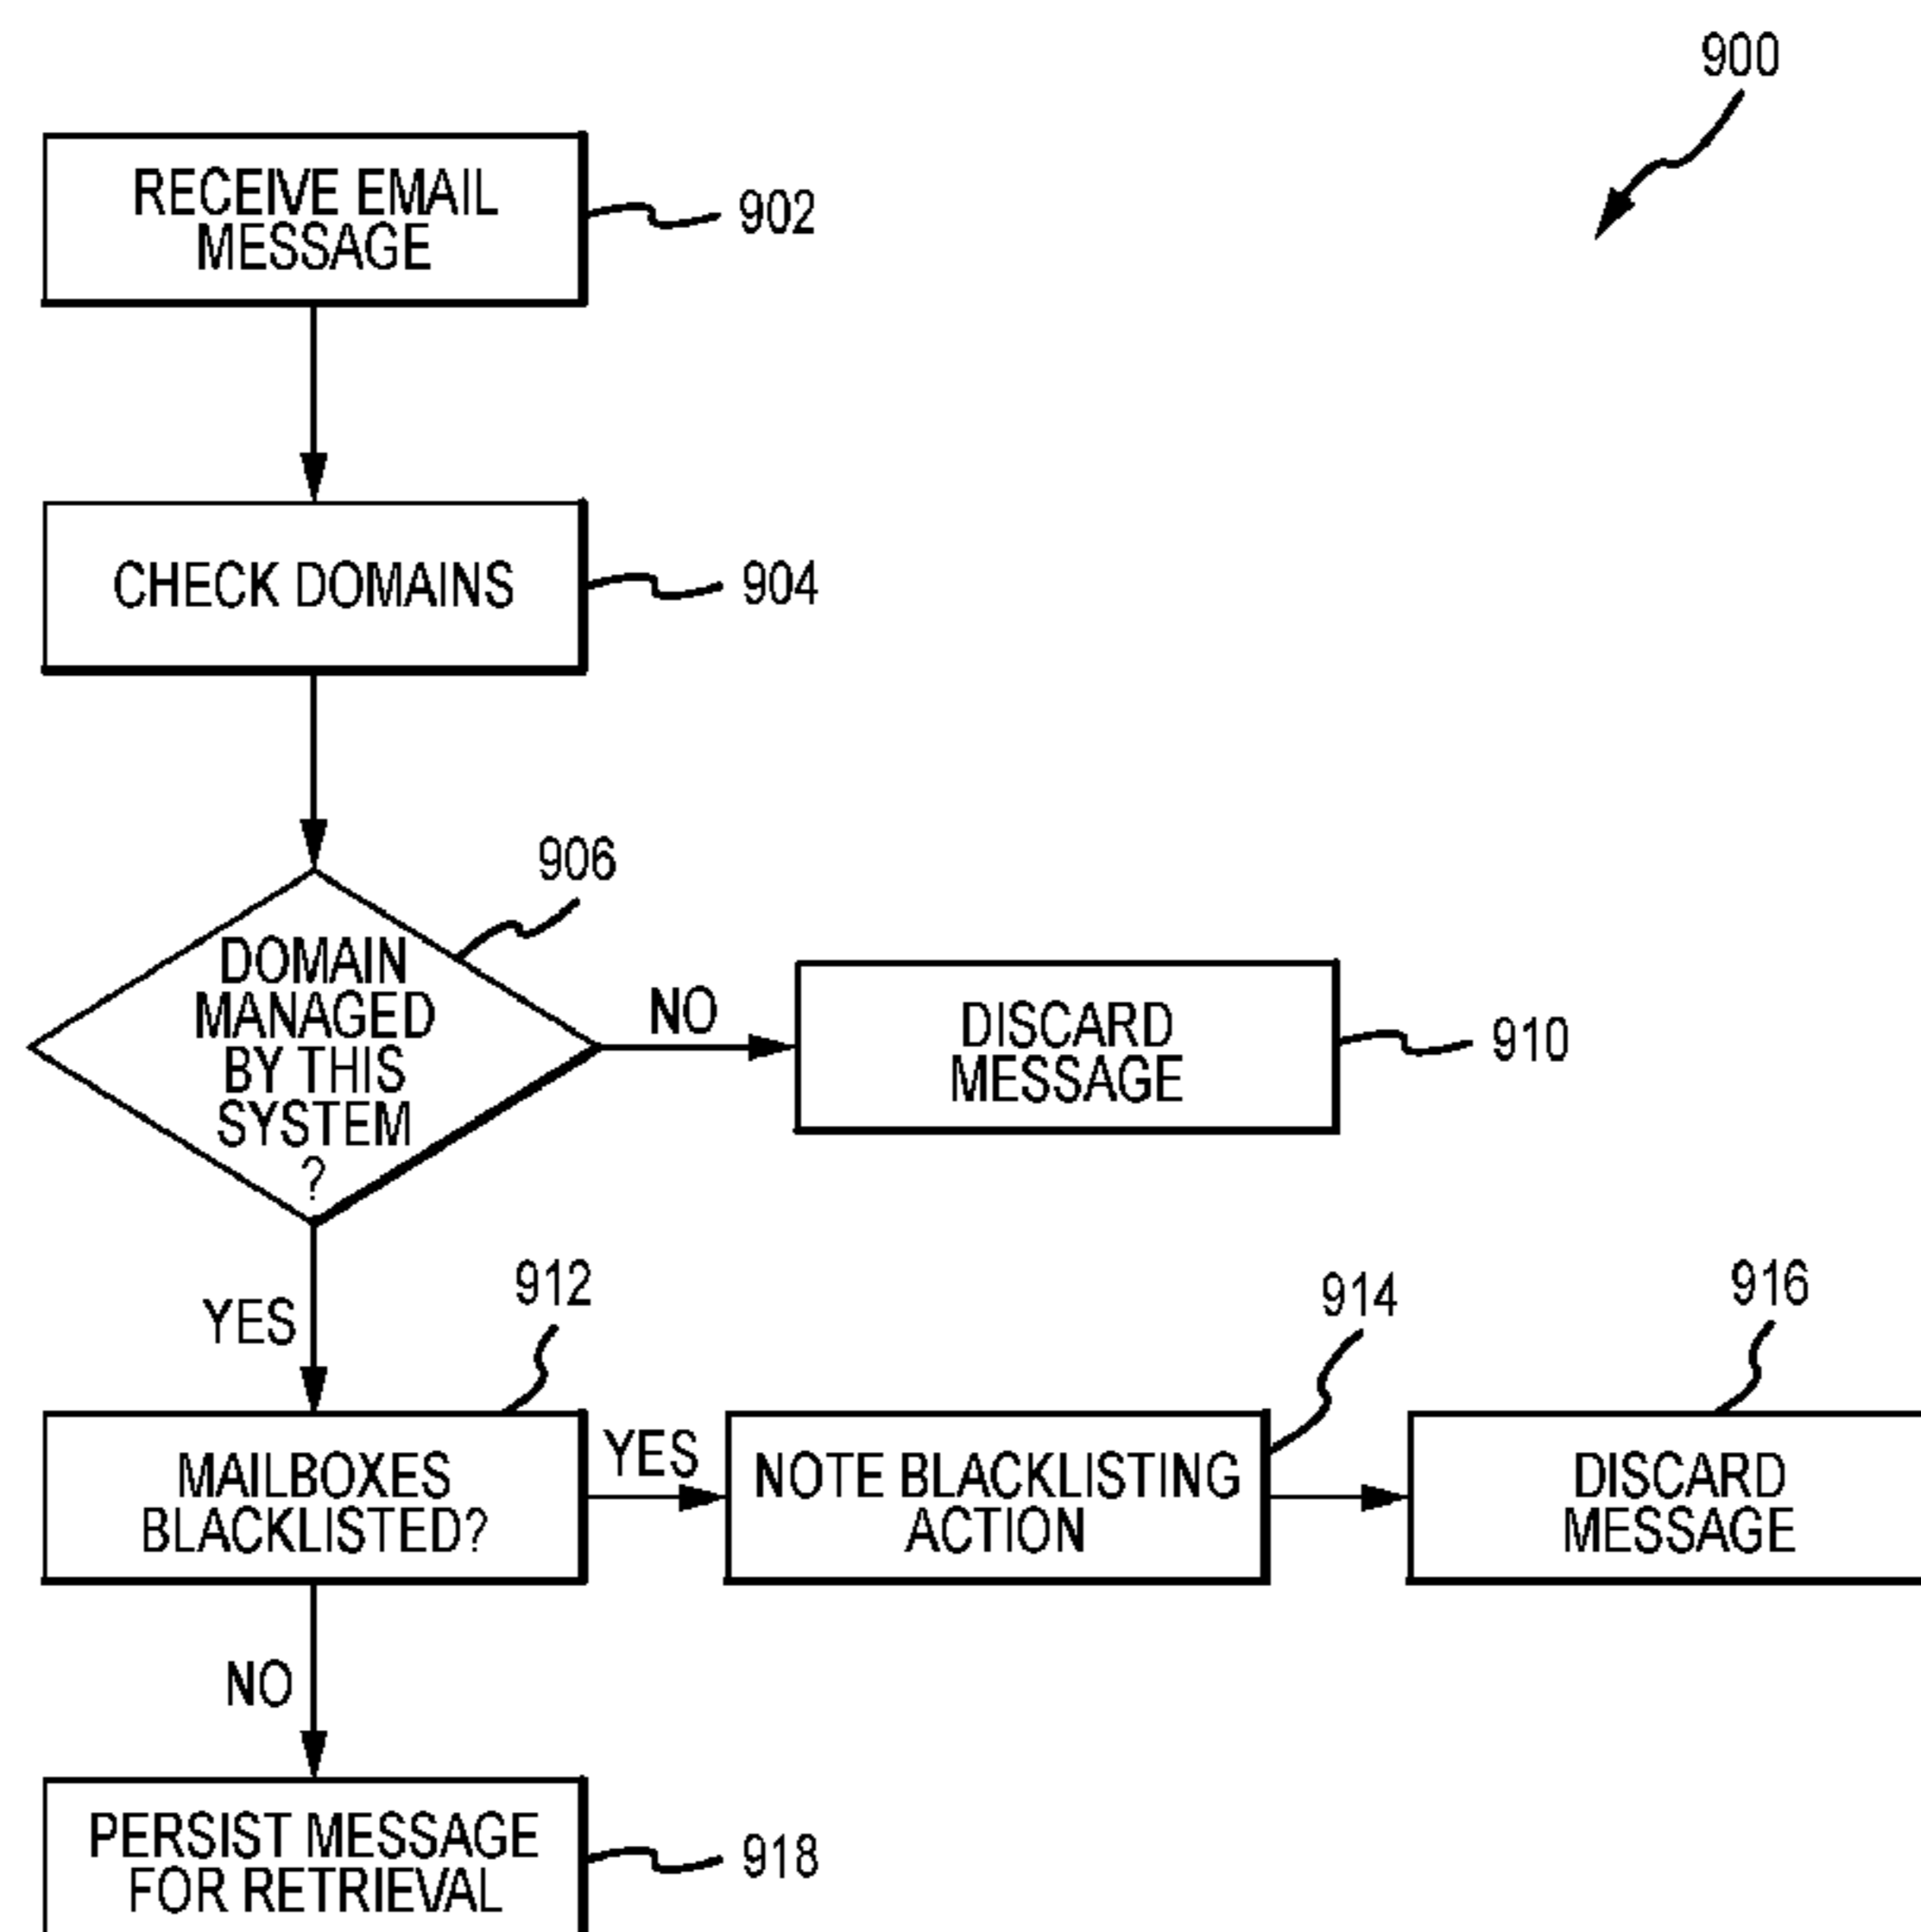 900
RECEIVE EMAIL
MESSAGE
902
CHECK DOMAINS
904
906
DOMAIN
MANAGED
BY THIS
SYSTEM
?
NO
DISCARD
MESSAGE
910
YES
912
MAILBOXES
BLACKLISTED?
YES
914
NOTE BLACKLISTING
ACTION
916
DISCARD
MESSAGE
NO
PERSIST MESSAGE
FOR RETRIEVAL
918